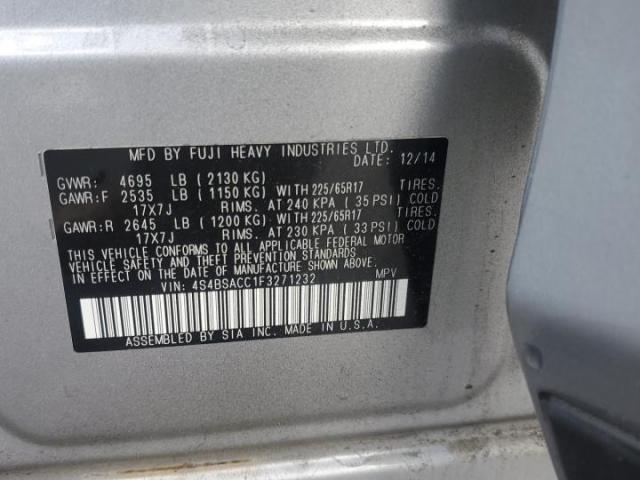 MFD BY FUJI HEAVY INDUSTRIES LTD.
DATE: 12/14
GVWR: 4695 LB (2130 KG)
GAWR:F 2535 LB (1150 KG) WITH 225/65R17 TIRES.
17X7J RIMS. AT 240 KPA (35 PSI) COLD
GAWR:R 2645 LB (1200 KG) WITH 225/65R17 TIRES.
17X7J RIMS. AT 230 KPA (33 PSI) COLD
THIS VEHICLE CONFORMS TO ALL APPLICABLE FEDERAL MOTOR
VEHICLE SAFETY AND THEFT PREVENTION STANDARDS IN
EFFECT ON THE DATE OF MANUFACTURE SHOWN ABOVE.
VIN: 4S4BSACC1F3271232 MPV
ASSEMBLED BY SIA INC. MADE IN U.S.A.